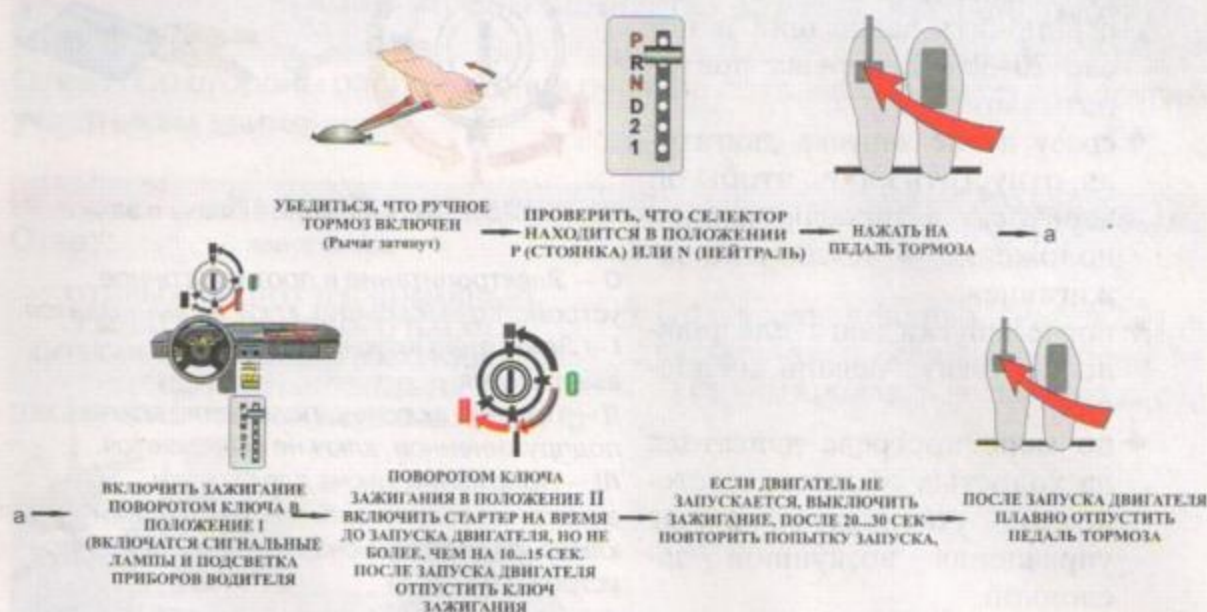 P
R
N
D
2
1
УБЕДИТЬСЯ, ЧТО РУЧНОЕ
ТОРМОЗ ВКЛЮЧЕН
(Рычаг затянут)
ПРОВЕРИТЬ, ЧТО СЕЛЕКТОР
НАХОДИТСЯ В ПОЛОЖЕНИИ
P (СТОЯНКА) ИЛИ N (НЕЙТРАЛЬ)
НАЖАТЬ НА
ПЕДАЛЬ ТОРМОЗА
а
а
ВКЛЮЧИТЬ ЗАЖИГАНИЕ
ПОВОРОТОМ КЛЮЧА В
ПОЛОЖЕНИЕ I
(ВКЛЮЧАТСЯ СИГНАЛЬНЫЕ
ЛАМПЫ И ПОДСВЕТКА
ПРИБОРОВ ВОДИТЕЛЯ
ПОВОРОТОМ КЛЮЧА
ЗАЖИГАНИЯ В ПОЛОЖЕНИЕ II
ВКЛЮЧИТЬ СТАРТЕР НА ВРЕМЯ
ДО ЗАПУСКА ДВИГАТЕЛЯ, НО НЕ
БОЛЕЕ, ЧЕМ НА 10...15 СЕК.
ПОСЛЕ ЗАПУСКА ДВИГАТЕЛЯ
ОТПУСТИТЬ КЛЮЧ
ЗАЖИГАНИЯ
ЕСЛИ ДВИГАТЕЛЬ НЕ
ЗАПУСКАЕТСЯ, ВЫКЛЮЧИТЬ
ЗАЖИГАНИЕ, ПОСЛЕ 20...30 СЕК
ПОВТОРИТЬ ПОПЫТКУ ЗАПУСКА,
ПОСЛЕ ЗАПУСКА ДВИГАТЕЛЯ
ПЛАВНО ОТПУСТИТЬ
ПЕДАЛЬ ТОРМОЗА